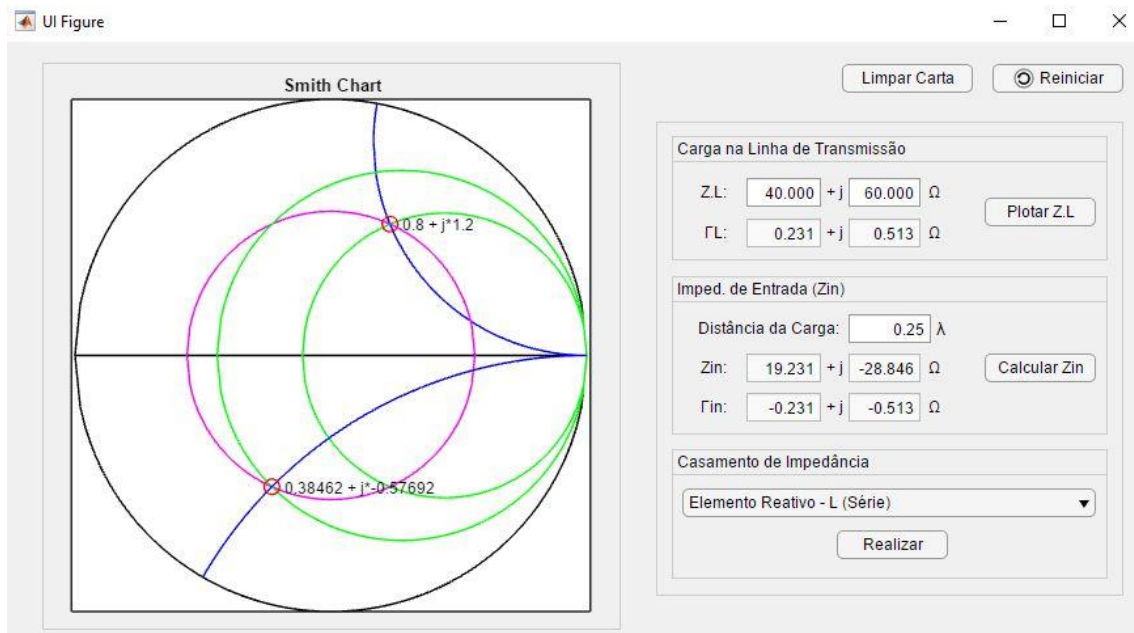 UI Figure
Smith Chart
0.8 + j*1.2
0.38462 + j*-0.57692
Limpar Carta
Reiniciar
Carga na Linha de Transmissão
Z.L: 40.000 + j 60.000 Ω
Plotar Z.L
ΓL: 0.231 + j 0.513 Ω
Imped. de Entrada (Zin)
Distância da Carga: 0.25 λ
Zin: 19.231 + j -28.846 Ω
Calcular Zin
Γin: -0.231 + j -0.513 Ω
Casamento de Impedância
Elemento Reativo - L (Série)
Realizar